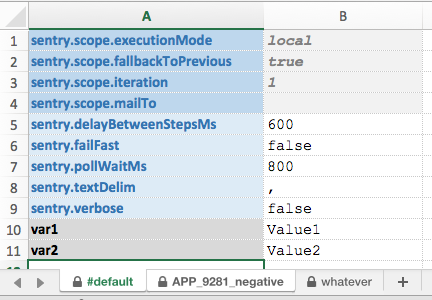 A B
1 sentry.scope.executionMode local
2 sentry.scope.fallbackToPrevious true
3 sentry.scope.iteration 1
4 sentry.scope.mailTo
5 sentry.delayBetweenStepsMs 600
6 sentry.failFast false
7 sentry.pollWaitMs 800
8 sentry.textDelim ,
9 sentry.verbose false
10 var1 Value1
11 var2 Value2
#default APP_9281_negative whatever +